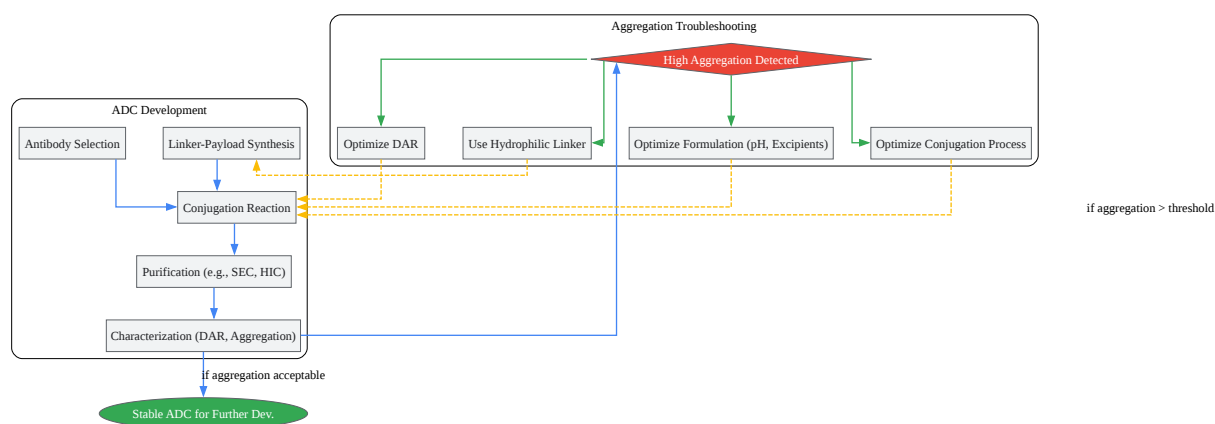 Aggregation Troubleshooting
High Aggregation Detected
ADC Development
Antibody Selection
Linker-Payload Synthesis
Optimize DAR
Use Hydrophilic Linker
Optimize Formulation (pH, Excipients)
Optimize Conjugation Process
Conjugation Reaction
if aggregation > threshold
Purification (e.g., SEC, HIC)
Characterization (DAR, Aggregation)
if aggregation acceptable
Stable ADC for Further Dev.